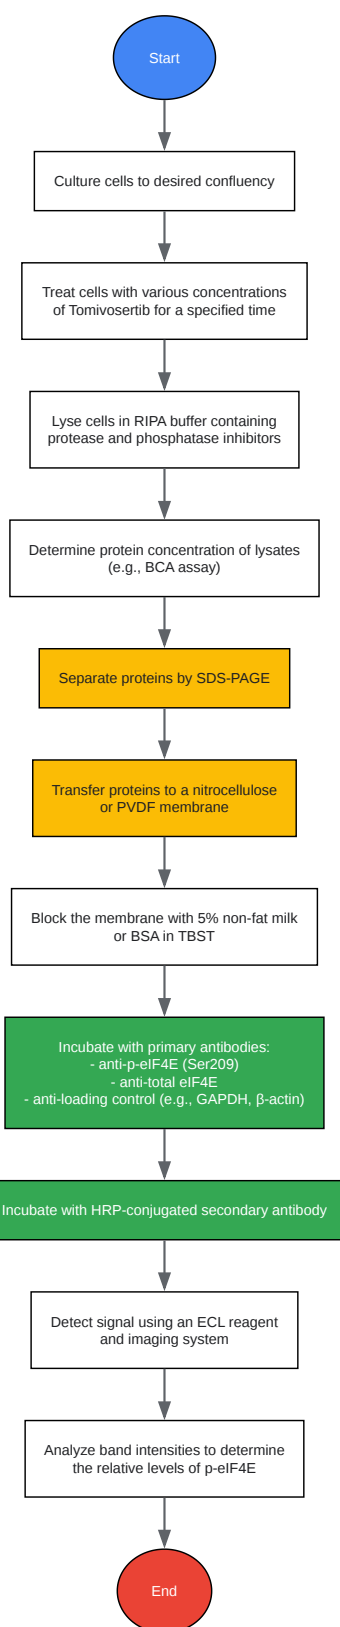 Start
Culture cells to desired confluency
Treat cells with various concentrations
of Tomivosertib for a specified time
Lyse cells in RIPA buffer containing
protease and phosphatase inhibitors
Determine protein concentration of lysates
(e.g., BCA assay)
Separate proteins by SDS-PAGE
Transfer proteins to a nitrocellulose
or PVDF membrane
Block the membrane with 5% non-fat milk
or BSA in TBST
Incubate with primary antibodies:
- anti-p-eIF4E (Ser209)
- anti-total eIF4E
- anti-loading control (e.g., GAPDH, β-actin)
Incubate with HRP-conjugated secondary antibody
Detect signal using an ECL reagent
and imaging system
Analyze band intensities to determine
the relative levels of p-eIF4E
End